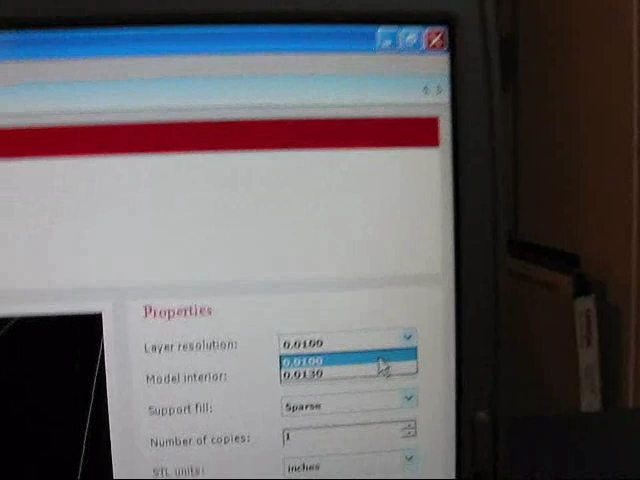 Properties
Layer resolution: 0.0100
0.0100
Model interior: 0.0130
Support fill: Sparse
Number of copies: 1
STL units: inches